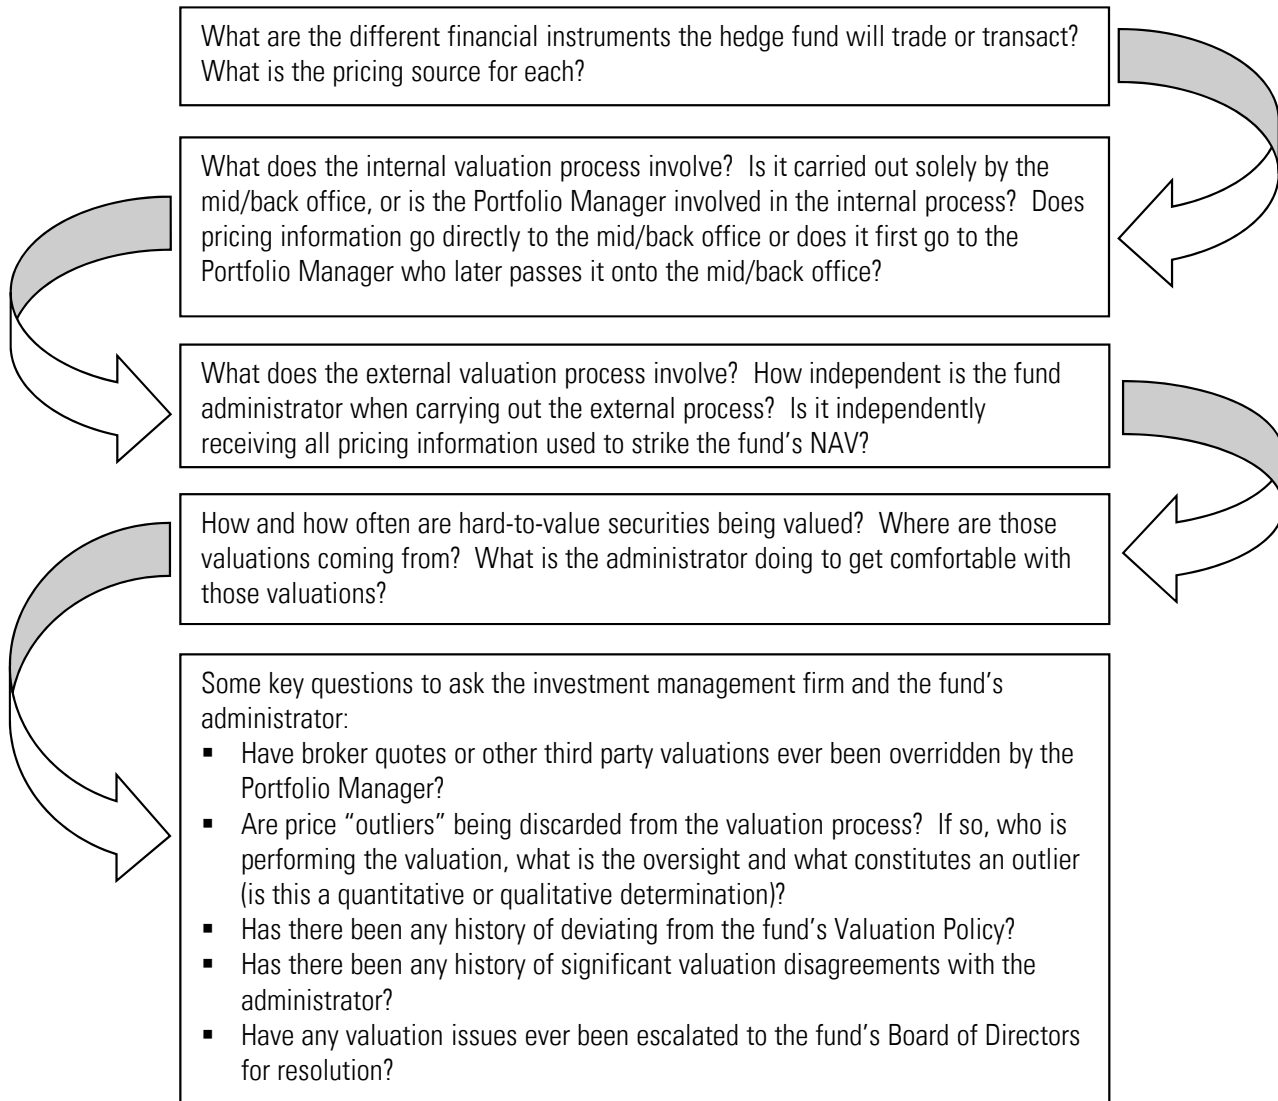 What are the different financial instruments the hedge fund will trade or transact?
What is the pricing source for each?
What does the internal valuation process involve?  Is it carried out solely by the
mid/back office, or is the Portfolio Manager involved in the internal process?  Does
pricing information go directly to the mid/back office or does it first go to the
Portfolio Manager who later passes it onto the mid/back office?
What does the external valuation process involve?  How independent is the fund
administrator when carrying out the external process?  Is it independently
receiving all pricing information used to strike the fund’s NAV?
How and how often are hard-to-value securities being valued?  Where are those
valuations coming from?  What is the administrator doing to get comfortable with
those valuations?
Some key questions to ask the investment management firm and the fund’s
administrator:
▪ Have broker quotes or other third party valuations ever been overridden by the
Portfolio Manager?
▪ Are price “outliers” being discarded from the valuation process?  If so, who is
performing the valuation, what is the oversight and what constitutes an outlier
(is this a quantitative or qualitative determination)?
▪ Has there been any history of deviating from the fund’s Valuation Policy?
▪ Has there been any history of significant valuation disagreements with the
administrator?
▪ Have any valuation issues ever been escalated to the fund’s Board of Directors
for resolution?